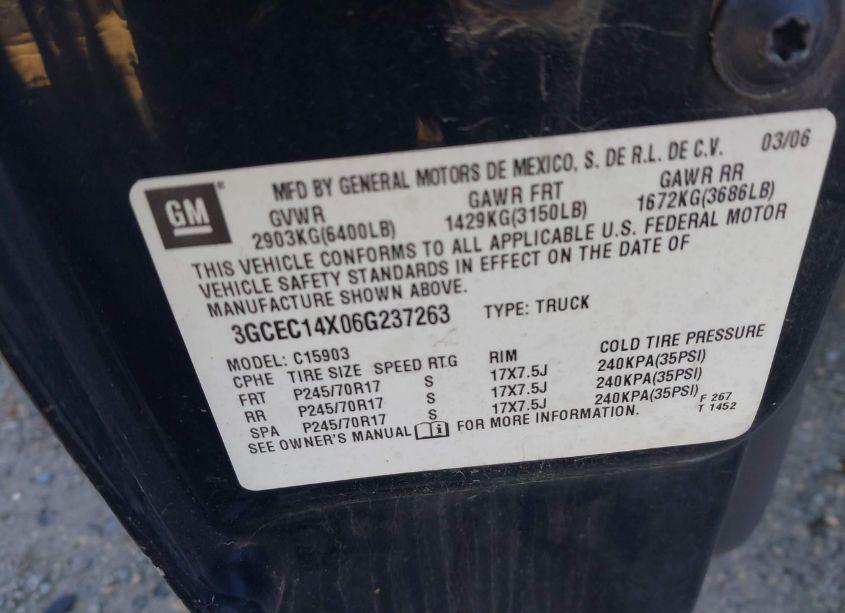 MFD BY GENERAL MOTORS DE MEXICO, S. DE R.L. DE C.V. 03/06
GM®
GVWR GAWR FRT GAWR RR
2903KG(6400LB) 1429KG(3150LB) 1672KG(3686LB)
THIS VEHICLE CONFORMS TO ALL APPLICABLE U.S. FEDERAL MOTOR
VEHICLE SAFETY STANDARDS IN EFFECT ON THE DATE OF
MANUFACTURE SHOWN ABOVE.
3GCEC14X06G237263 TYPE: TRUCK
MODEL: C15903
CPHE TIRE SIZE SPEED RTG RIM COLD TIRE PRESSURE
FRT P245/70R17 S 17X7.5J 240KPA(35PSI)
RR P245/70R17 S 17X7.5J 240KPA(35PSI)
SPA P245/70R17 S 17X7.5J 240KPA(35PSI)
SEE OWNER'S MANUAL i FOR MORE INFORMATION.
F 267
T 1452